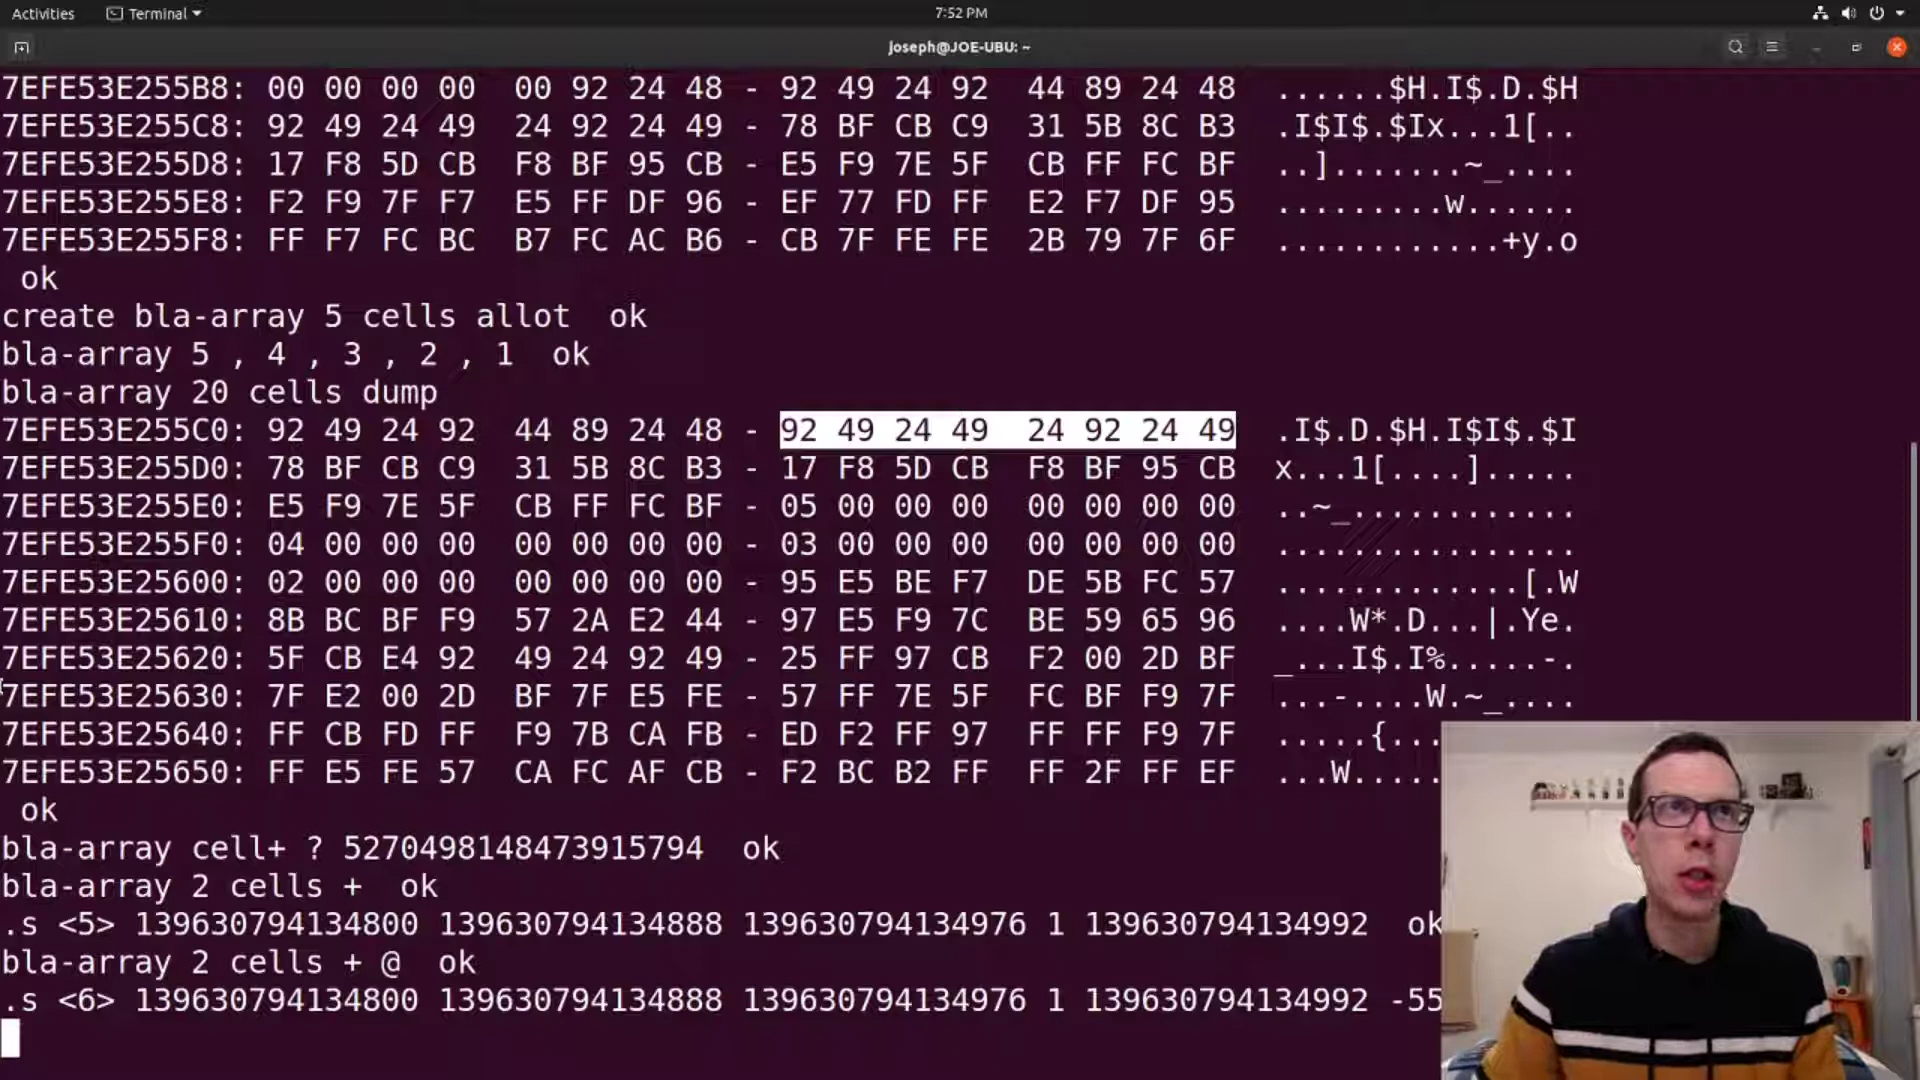 Activities Terminal 7:52 PM
joseph@JOE-UBU: ~
7EFE53E255B8: 00 00 00 00 00 92 24 48 - 92 49 24 92 44 89 24 48 ......$H.I$.D.$H
7EFE53E255C8: 92 49 24 49 24 92 24 49 - 78 BF CB C9 31 5B 8C B3 .I$I$.$Ix...1[..
7EFE53E255D8: 17 F8 5D CB F8 BF 95 CB - E5 F9 7E 5F CB FF FC BF ..].......~_....
7EFE53E255E8: F2 F9 7F F7 E5 FF DF 96 - EF 77 FD FF E2 F7 DF 95 .........w......
7EFE53E255F8: FF F7 FC BC B7 FC AC B6 - CB 7F FE FE 2B 79 7F 6F ............+y.o
ok
create bla-array 5 cells allot ok
bla-array 5 , 4 , 3 , 2 , 1 ok
bla-array 20 cells dump
7EFE53E255C0: 92 49 24 92 44 89 24 48 - 92 49 24 49 24 92 24 49 .I$.D.$H.I$I$.$I
7EFE53E255D0: 78 BF CB C9 31 5B 8C B3 - 17 F8 5D CB F8 BF 95 CB x...1[....].....
7EFE53E255E0: E5 F9 7E 5F CB FF FC BF - 05 00 00 00 00 00 00 00 ..~_............
7EFE53E255F0: 04 00 00 00 00 00 00 00 - 03 00 00 00 00 00 00 00 ................
7EFE53E25600: 02 00 00 00 00 00 00 00 - 95 E5 BE F7 DE 5B FC 57 .............[.W
7EFE53E25610: 8B BC BF F9 57 2A E2 44 - 97 E5 F9 7C BE 59 65 96 ....W*.D...|.Ye.
7EFE53E25620: 5F CB E4 92 49 24 92 49 - 25 FF 97 CB F2 00 2D BF _...I$.I%.....-.
7EFE53E25630: 7F E2 00 2D BF 7F E5 FE - 57 FF 7E 5F FC BF F9 7F ...-....W.~_....
7EFE53E25640: FF CB FD FF F9 7B CA FB - ED F2 FF 97 FF FF F9 7F .....{...
7EFE53E25650: FF E5 FE 57 CA FC AF CB - F2 BC B2 FF FF 2F FF EF ...W.....
ok
bla-array cell+ ? 5270498148473915794 ok
bla-array 2 cells + ok
.s <5> 139630794134800 139630794134888 139630794134976 1 139630794134992 ok
bla-array 2 cells + @ ok
.s <6> 139630794134800 139630794134888 139630794134976 1 139630794134992 -55